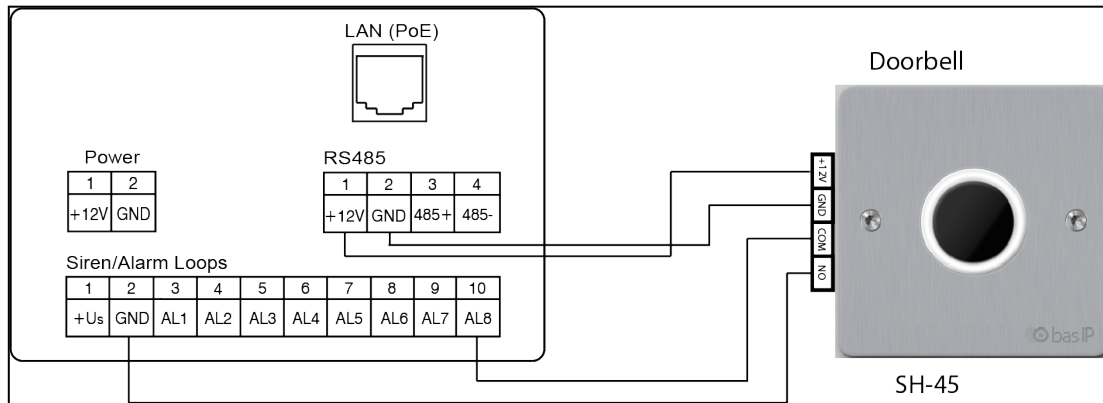 LAN (PoE)
Doorbell
Power
RS485
1 2
1 2 3 4
+12V GND
+12V GND 485+ 485-
+12V
GND
COM
NO
Siren/Alarm Loops
1 2 3 4 5 6 7 8 9 10
+Us GND AL1 AL2 AL3 AL4 AL5 AL6 AL7 AL8
bas IP
SH-45